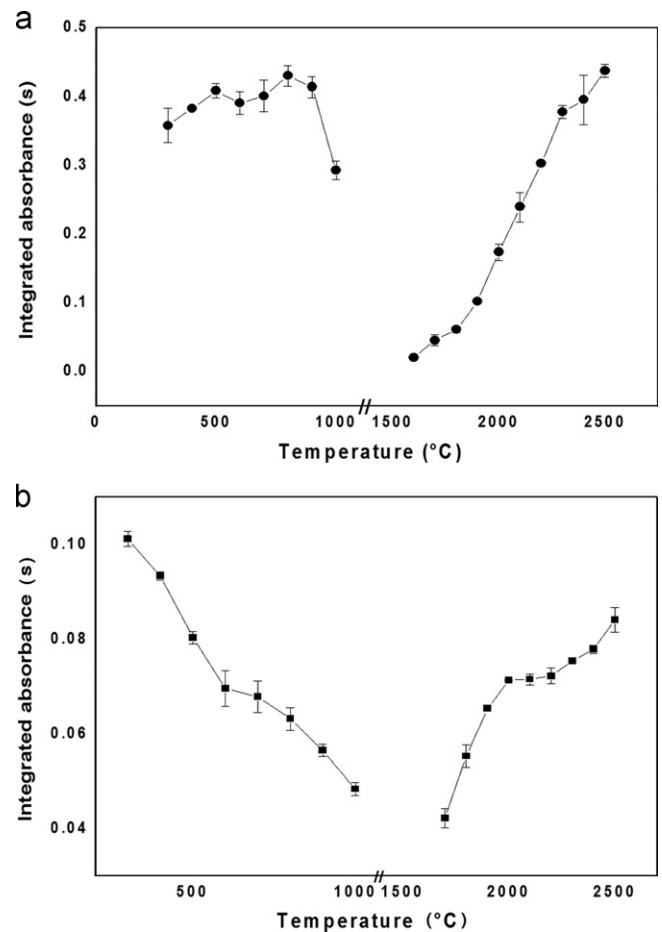 a
0.5
0.4
0.3
0.2
0.1
0.0
Integrated absorbance (s)
0 500 1000 1500 2000 2500
Temperature (°C)
b
0.10
0.08
0.06
0.04
Integrated absorbance (s)
500 1000 1500 2000 2500
Temperature (°C)